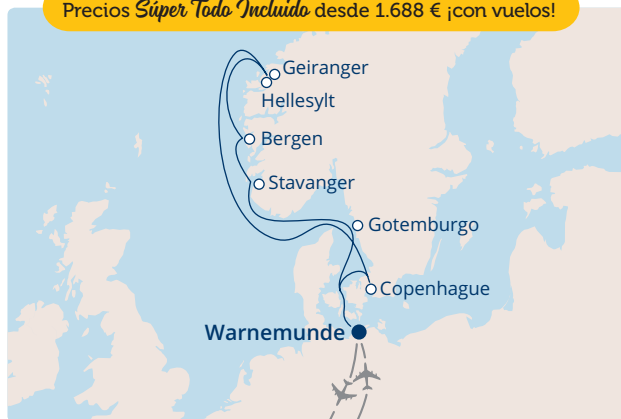 Precios Súper Todo Incluido desde 1.688 € ¡con vuelos!
Geiranger
Hellesylt
Bergen
Stavanger
Gotemburgo
Copenhague
Warnemunde